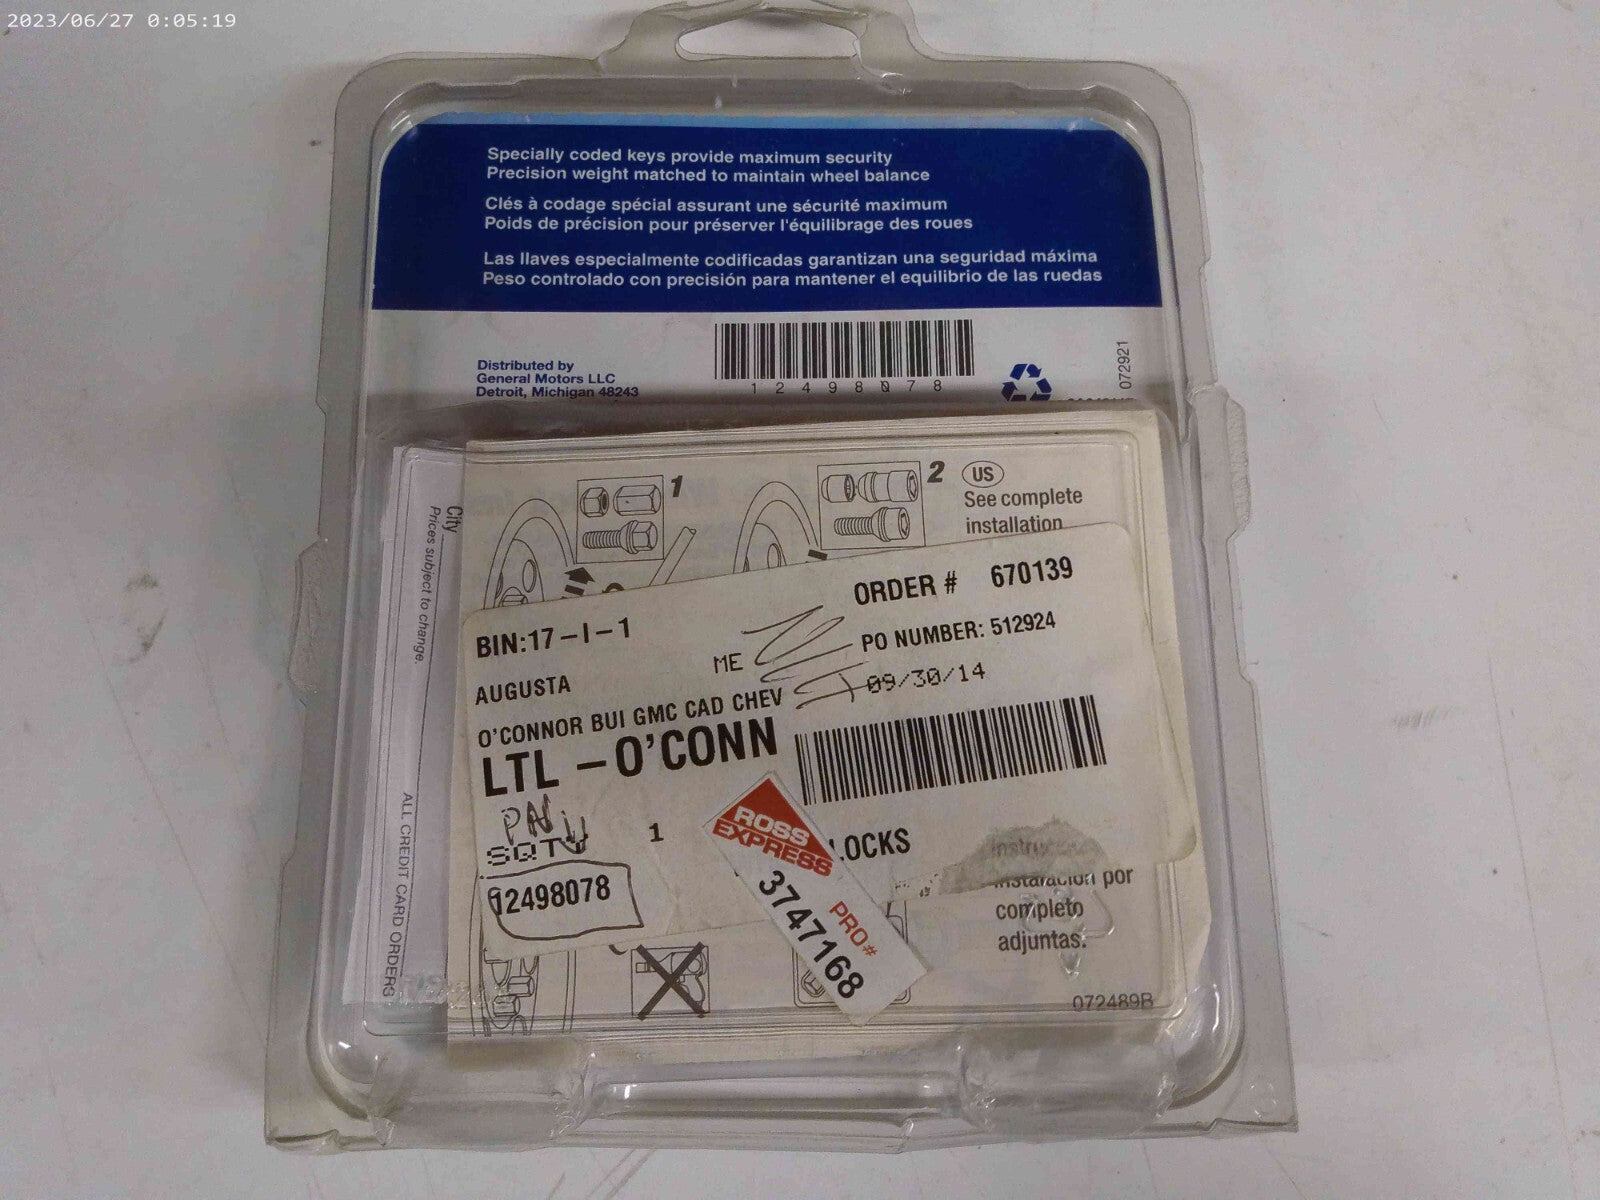 2023/06/27 0:05:19
Specially coded keys provide maximum security
Precision weight matched to maintain wheel balance
Clés à codage spécial assurant une sécurité maximum
Poids de précision pour préserver l'équilibrage des roues
Las llaves especialmente codificadas garantizan una seguridad máxima
Peso controlado con precisión para mantener el equilibrio de las ruedas
Distributed by
General Motors LLC
Detroit, Michigan 48243
12498078
072921
City
Prices subject to change.
ALL CREDIT CARD ORDERS
1
2
US
See complete
installation
ORDER # 670139
BIN:17-I-1
ME
PO NUMBER: 512924
AUGUSTA
09/30/14
O'CONNOR BUI GMC CAD CHEV
LTL -O'CONN
PN
SQTY
1
LOCKS
12498078
ROSS
EXPRESS
PRO#
3747168
instalación por
completo
adjuntas.
072489B